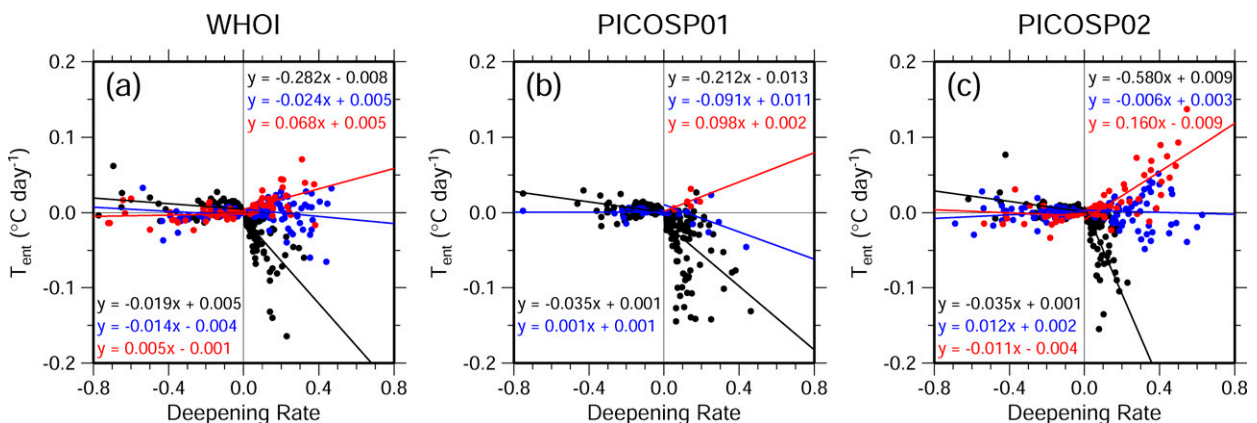 WHOI
PICOSP01
PICOSP02
(a)
y = -0.282x - 0.008
y = -0.024x + 0.005
y = 0.068x + 0.005
y = -0.019x + 0.005
y = -0.014x - 0.004
y = 0.005x - 0.001
0.2
0.1
0.0
-0.1
-0.2
T_ent (°C day⁻¹)
-0.8 -0.4 0.0 0.4 0.8
Deepening Rate
(b)
y = -0.212x - 0.013
y = -0.091x + 0.011
y = 0.098x + 0.002
y = -0.035x + 0.001
y = 0.001x + 0.001
0.2
0.1
0.0
-0.1
-0.2
T_ent (°C day⁻¹)
-0.8 -0.4 0.0 0.4 0.8
Deepening Rate
(c)
y = -0.580x + 0.009
y = -0.006x + 0.003
y = 0.160x - 0.009
y = -0.035x + 0.001
y = 0.012x + 0.002
y = -0.011x - 0.004
0.2
0.1
0.0
-0.1
-0.2
T_ent (°C day⁻¹)
-0.8 -0.4 0.0 0.4 0.8
Deepening Rate